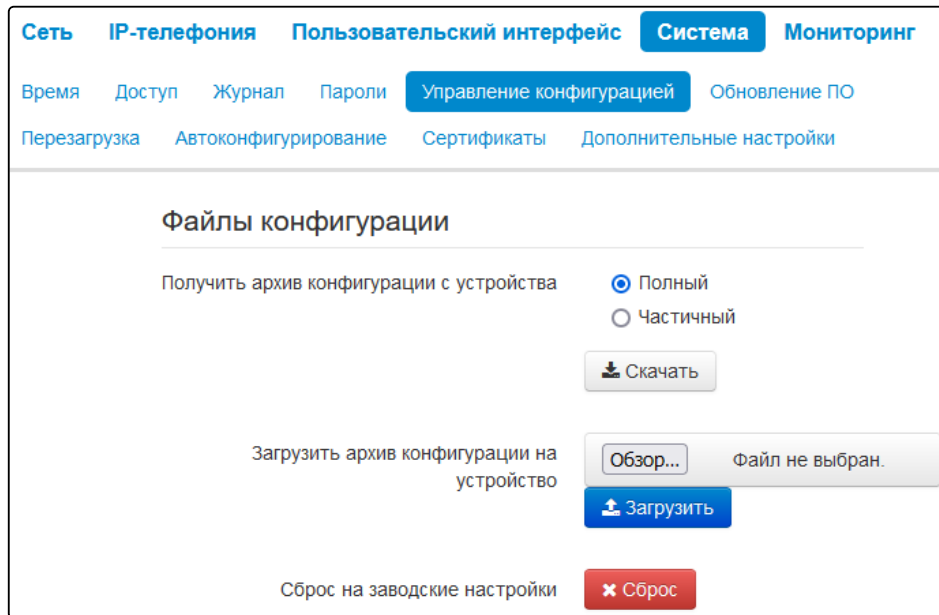 Сеть IP-телефония Пользовательский интерфейс Система Мониторинг
Время Доступ Журнал Пароли Управление конфигурацией Обновление ПО
Перезагрузка Автоконфигурирование Сертификаты Дополнительные настройки
Файлы конфигурации
Получить архив конфигурации с устройства Полный
Частичный
Скачать
Загрузить архив конфигурации на
устройство
Обзор... Файл не выбран.
Загрузить
Сброс на заводские настройки Сброс